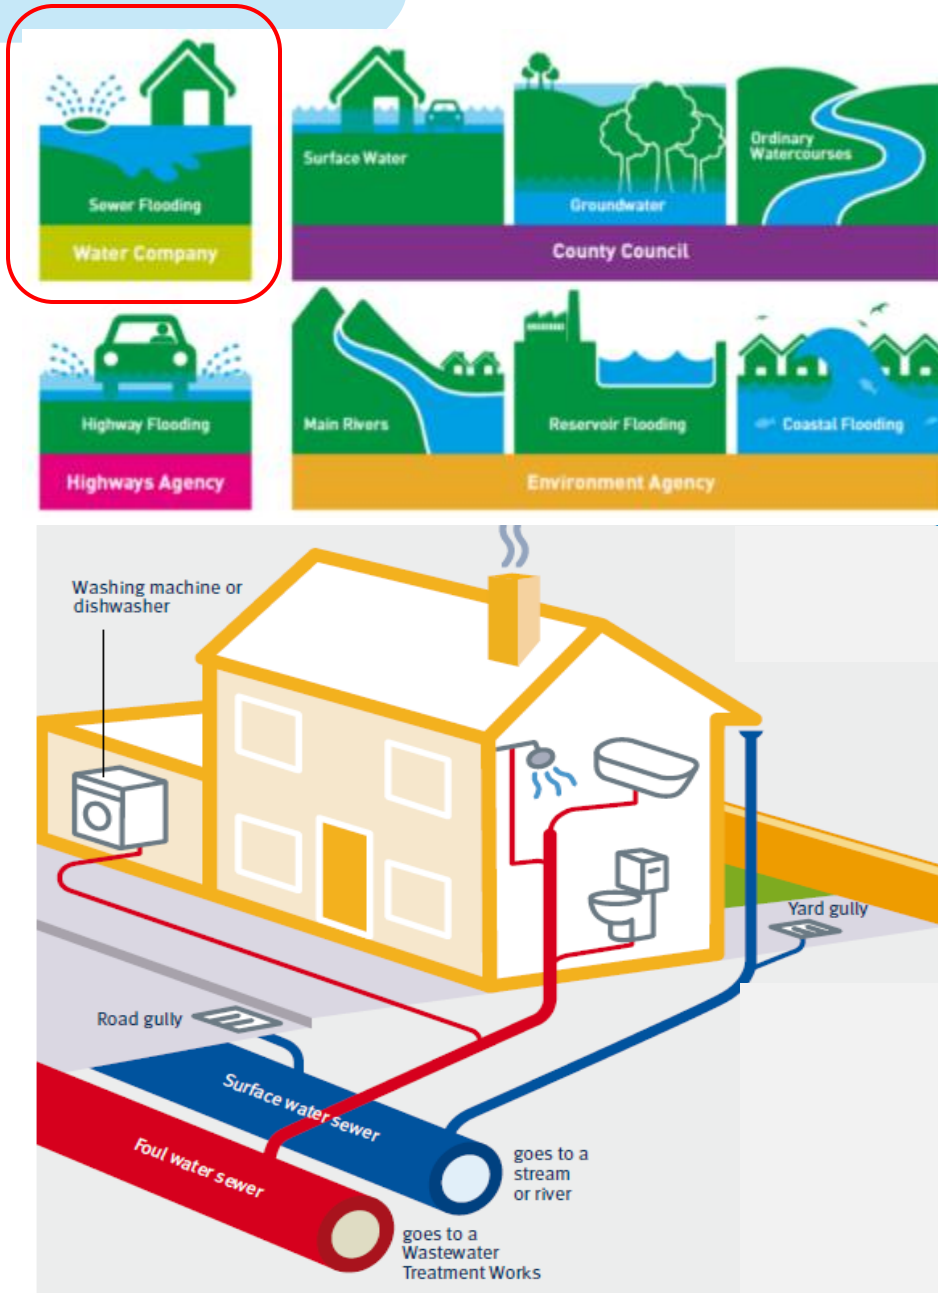 Sewer Flooding
Water Company
Surface Water
Groundwater
Ordinary
Watercourses
County Council
Highway Flooding
Highways Agency
Main Rivers
Reservoir Flooding
Coastal Flooding
Environment Agency
Washing machine or
dishwasher
Yard gully
Road gully
Surface water sewer
Foul water sewer
goes to a
stream
or river
goes to a
Wastewater
Treatment Works